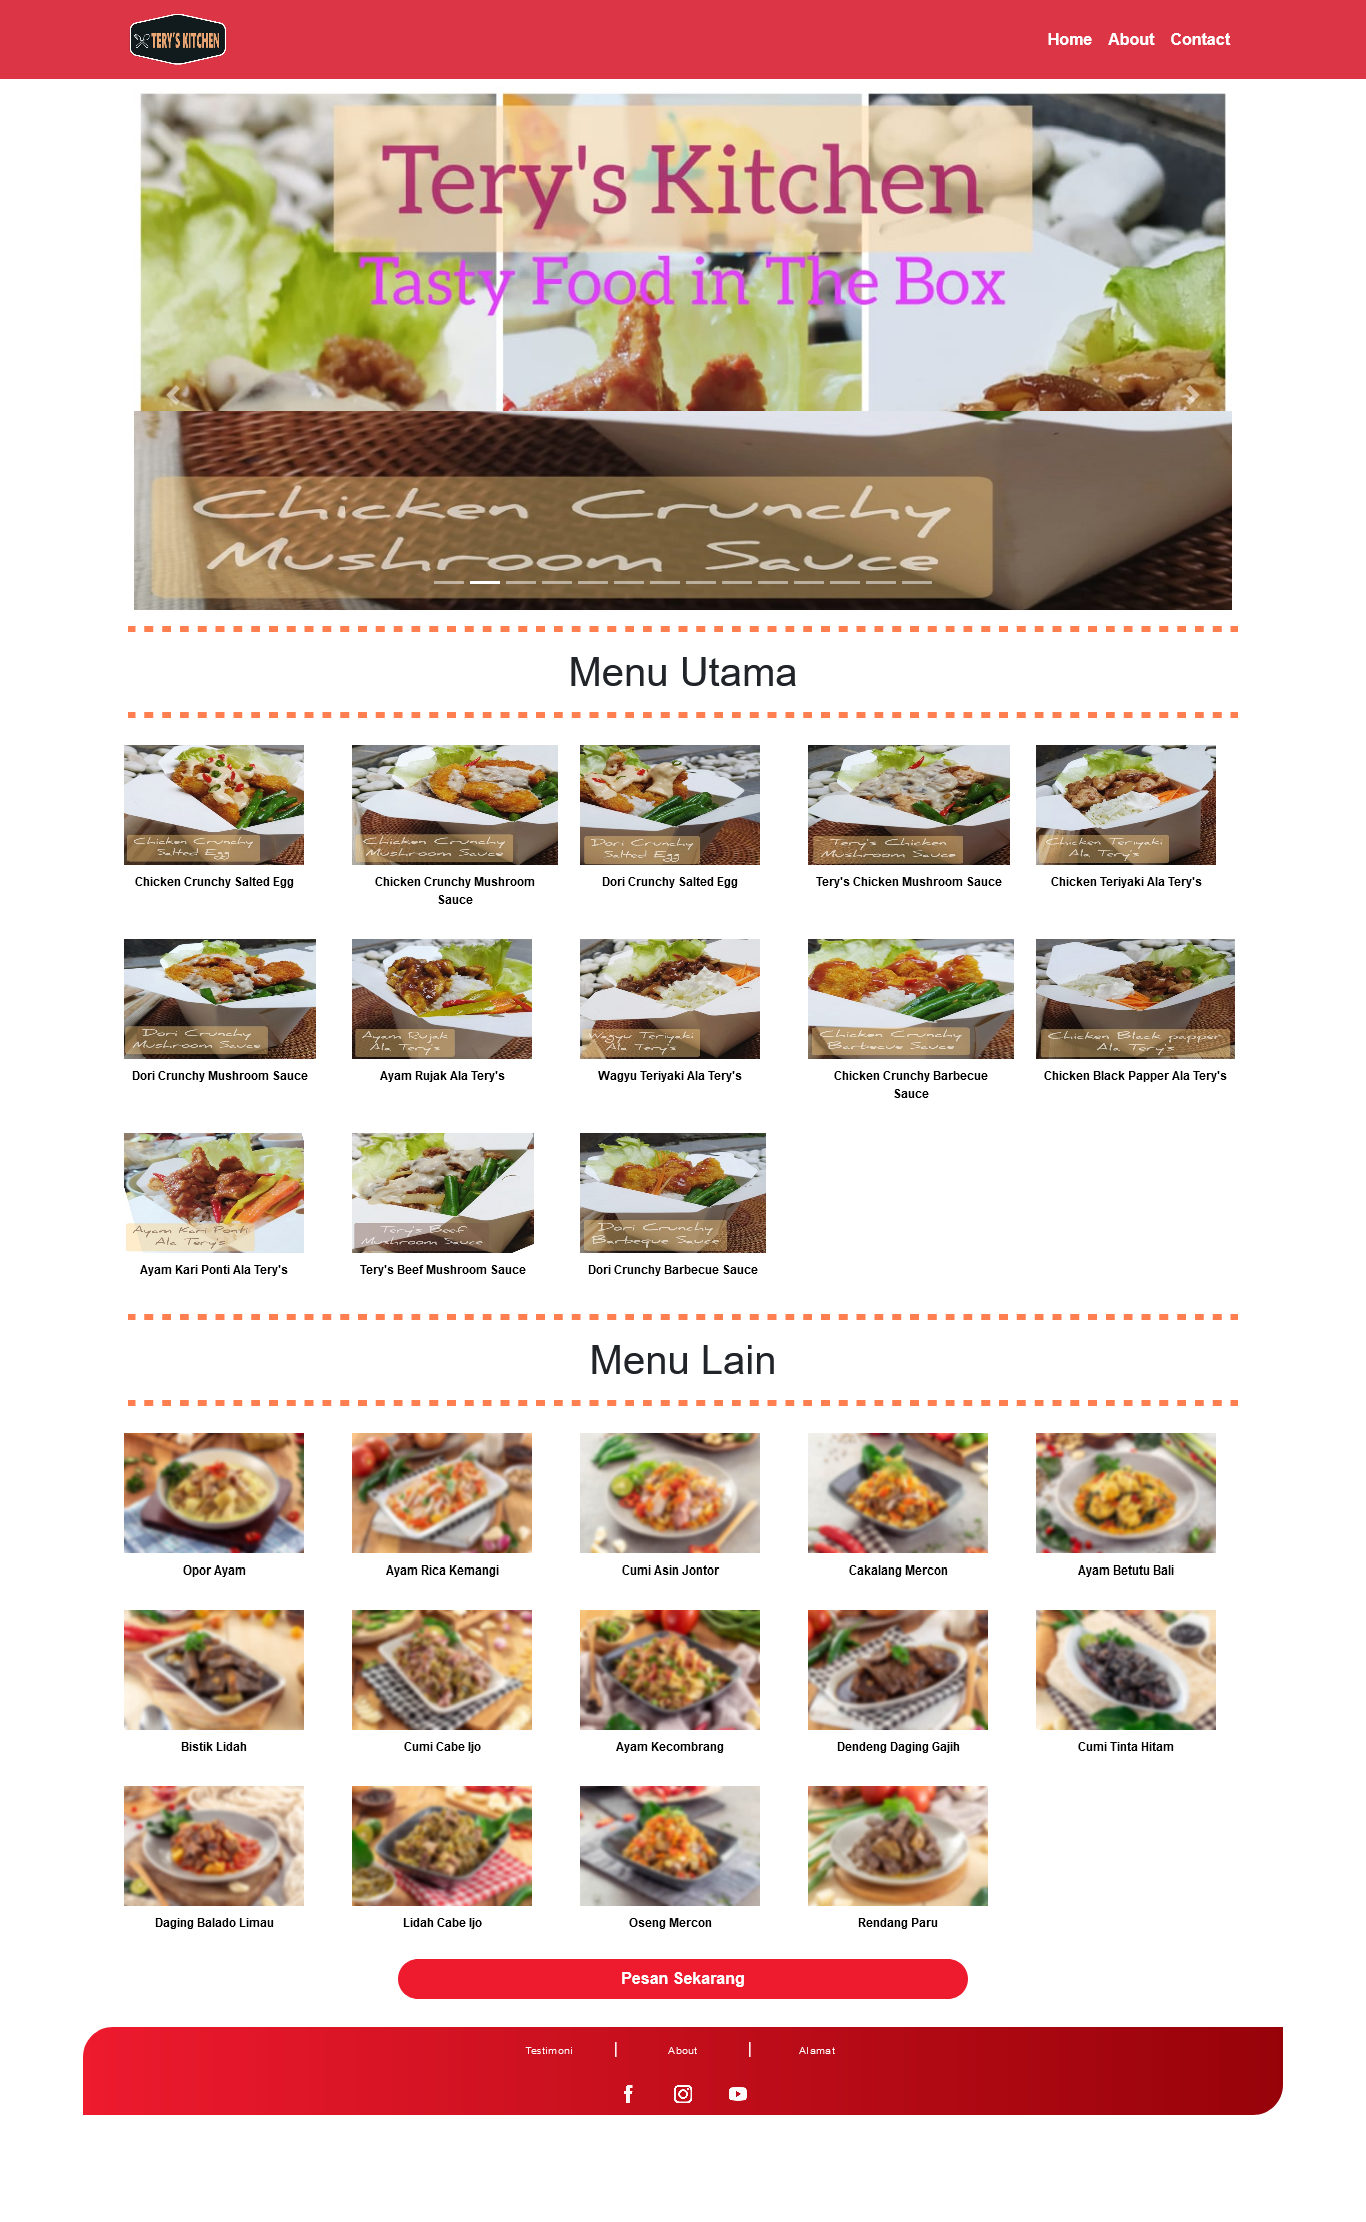 TERY'S KITCHEN
Home About Contact
Tery's Kitchen
Tasty Food in The Box
Chicken Crunchy
Mushroom Sauce
Menu Utama
Chicken Crunchy
Salted Egg
Chicken Crunchy
Mushroom Sauce
Dori Crunchy
Salted Egg
Tery's Chicken
Mushroom Sauce
Chicken Teriyaki
Ala Tery's
Chicken Crunchy Salted Egg
Chicken Crunchy Mushroom
Sauce
Dori Crunchy Salted Egg
Tery's Chicken Mushroom Sauce
Chicken Teriyaki Ala Tery's
Dori Crunchy
Mushroom Sauce
Ayam Rujak
Ala Tery's
Wagyu Teriyaki
Ala Tery's
Chicken Crunchy
Barbecue Sauce
Chicken Black papper
Ala Tery's
Dori Crunchy Mushroom Sauce
Ayam Rujak Ala Tery's
Wagyu Teriyaki Ala Tery's
Chicken Crunchy Barbecue
Sauce
Chicken Black Papper Ala Tery's
Ayam Kari Ponti
Ala Tery's
Tery's Beef
Mushroom Sauce
Dori Crunchy
Barbeque Sauce
Ayam Kari Ponti Ala Tery's
Tery's Beef Mushroom Sauce
Dori Crunchy Barbecue Sauce
Menu Lain
Opor Ayam
Ayam Rica Kemangi
Cumi Asin Jontor
Cakalang Mercon
Ayam Betutu Bali
Bistik Lidah
Cumi Cabe Ijo
Ayam Kecombrang
Dendeng Daging Gajih
Cumi Tinta Hitam
Daging Balado Limau
Lidah Cabe Ijo
Oseng Mercon
Rendang Paru
Pesan Sekarang
Testimoni | About | Alamat